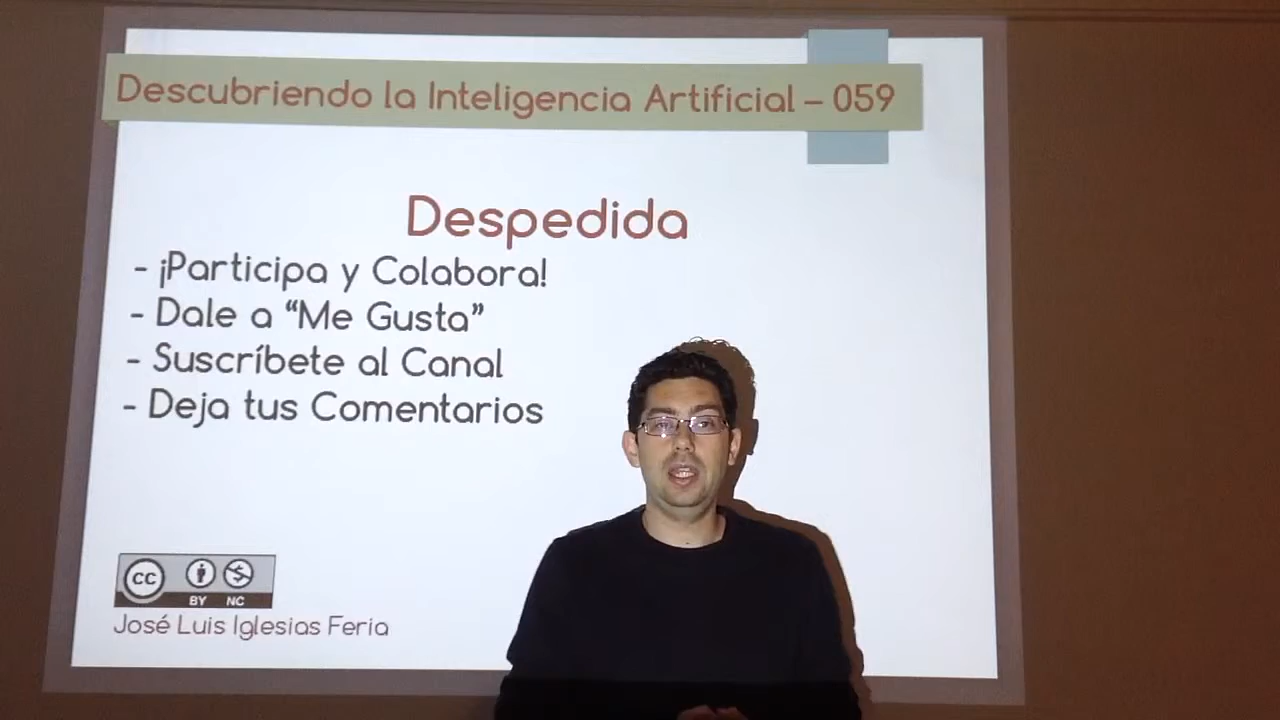 Descubriendo la Inteligencia Artificial – 059
Despedida
- ¡Participa y Colabora!
- Dale a “Me Gusta”
- Suscríbete al Canal
- Deja tus Comentarios
CC BY NC
José Luis Iglesias Feria